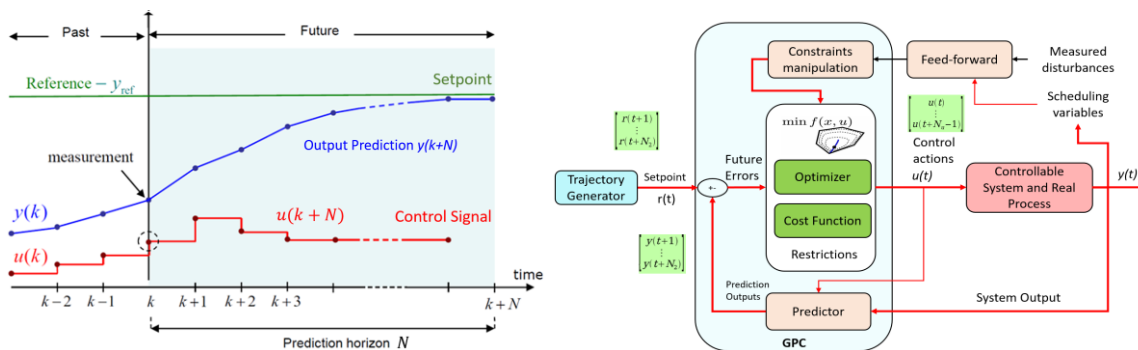 Past
Future
Reference – y_ref
Setpoint
Output Prediction y(k+N)
measurement
y(k)
u(k+N)
Control Signal
u(k)
time
k−2
k−1
k
k+1
k+2
k+3
k+N
Prediction horizon N
Constraints
manipulation
Feed-forward
Measured
disturbances
Scheduling
variables
min f(x, u)
r(t+1)
⋮
r(t+N₂)
u(t)
⋮
u(t+Nᵤ−1)
Control
actions
u(t)
Future
Errors
Optimizer
Trajectory
Generator
Setpoint
r(t)
+-
Controllable
System and Real
Process
y(t)
Cost Function
y(t+1)
⋮
y(t+N₂)
Restrictions
Prediction
Outputs
Predictor
System Output
GPC